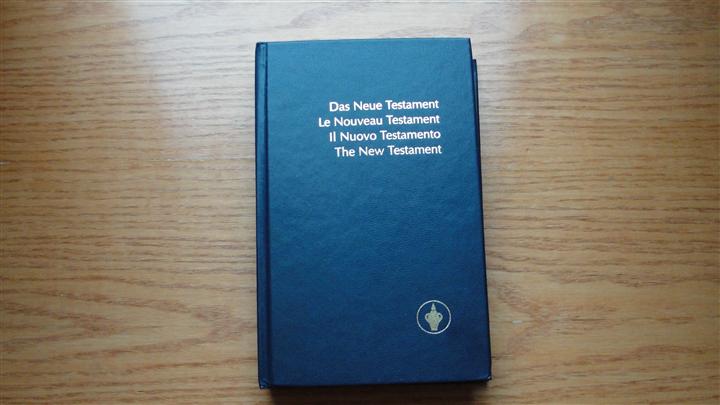 Das Neue Testament
Le Nouveau Testament
Il Nuovo Testamento
The New Testament